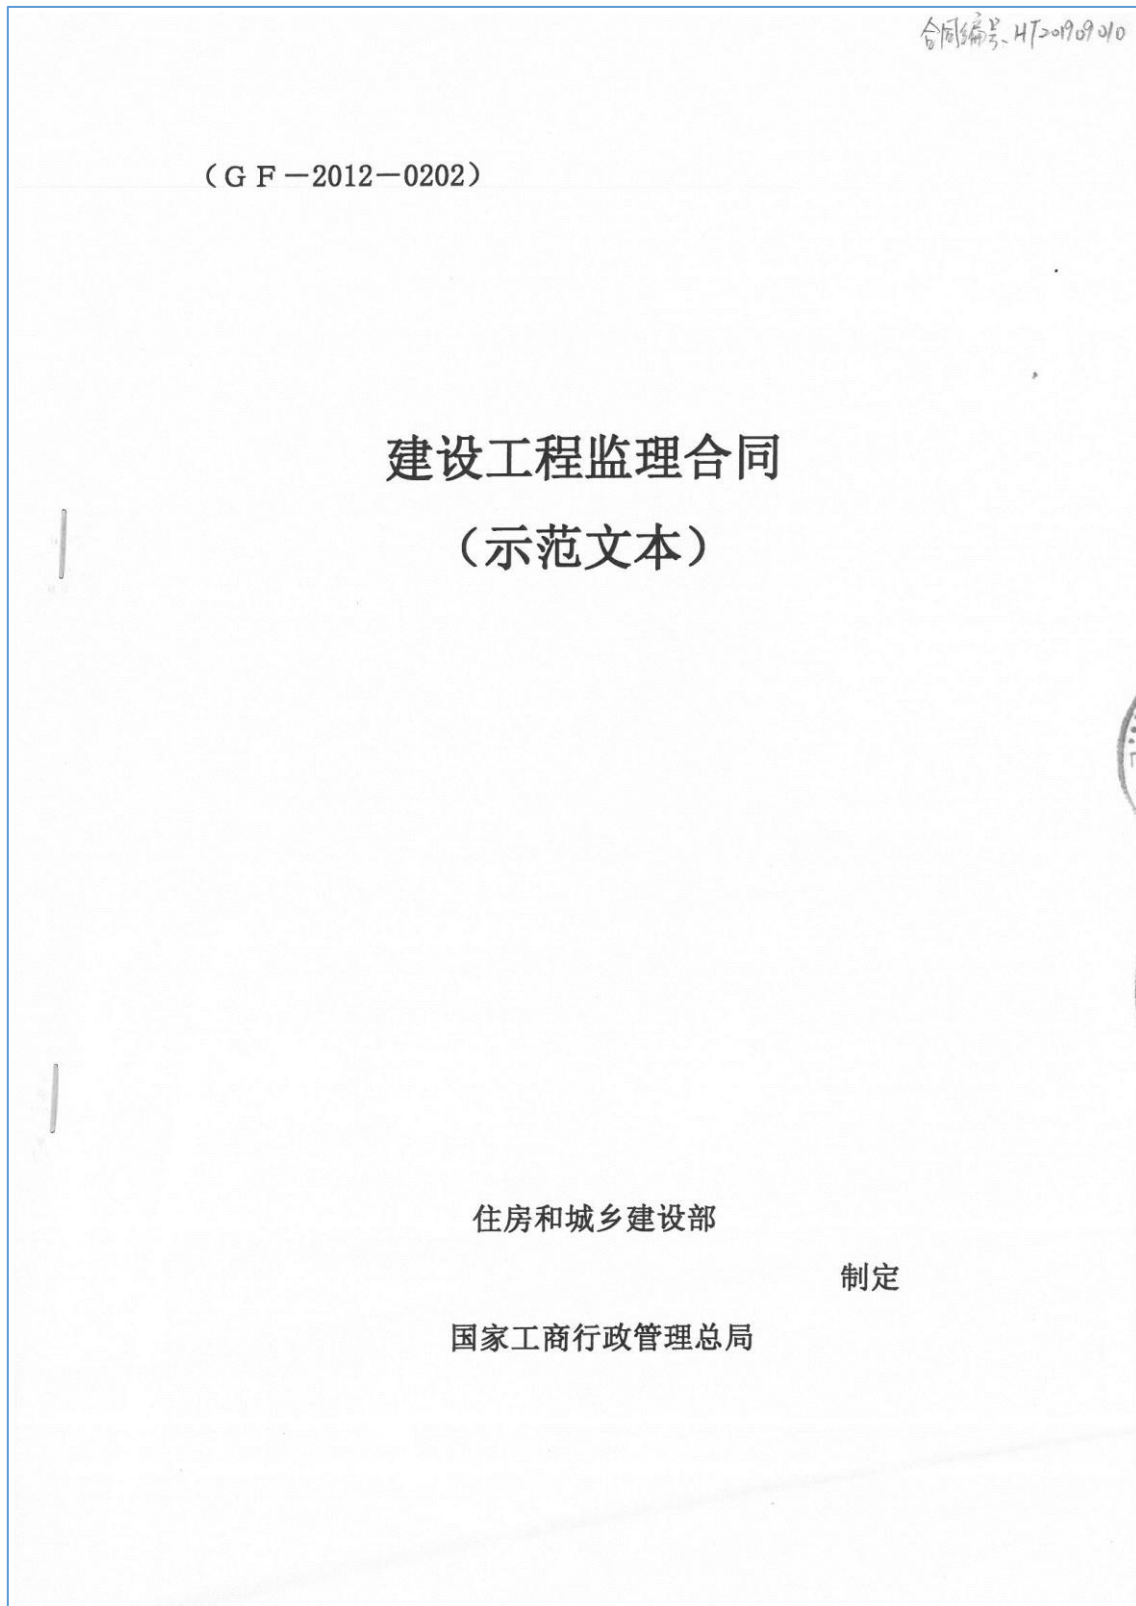 合同编号:HT201909010
（GF－2012－0202）
建设工程监理合同
（示范文本）
住房和城乡建设部
制定
国家工商行政管理总局